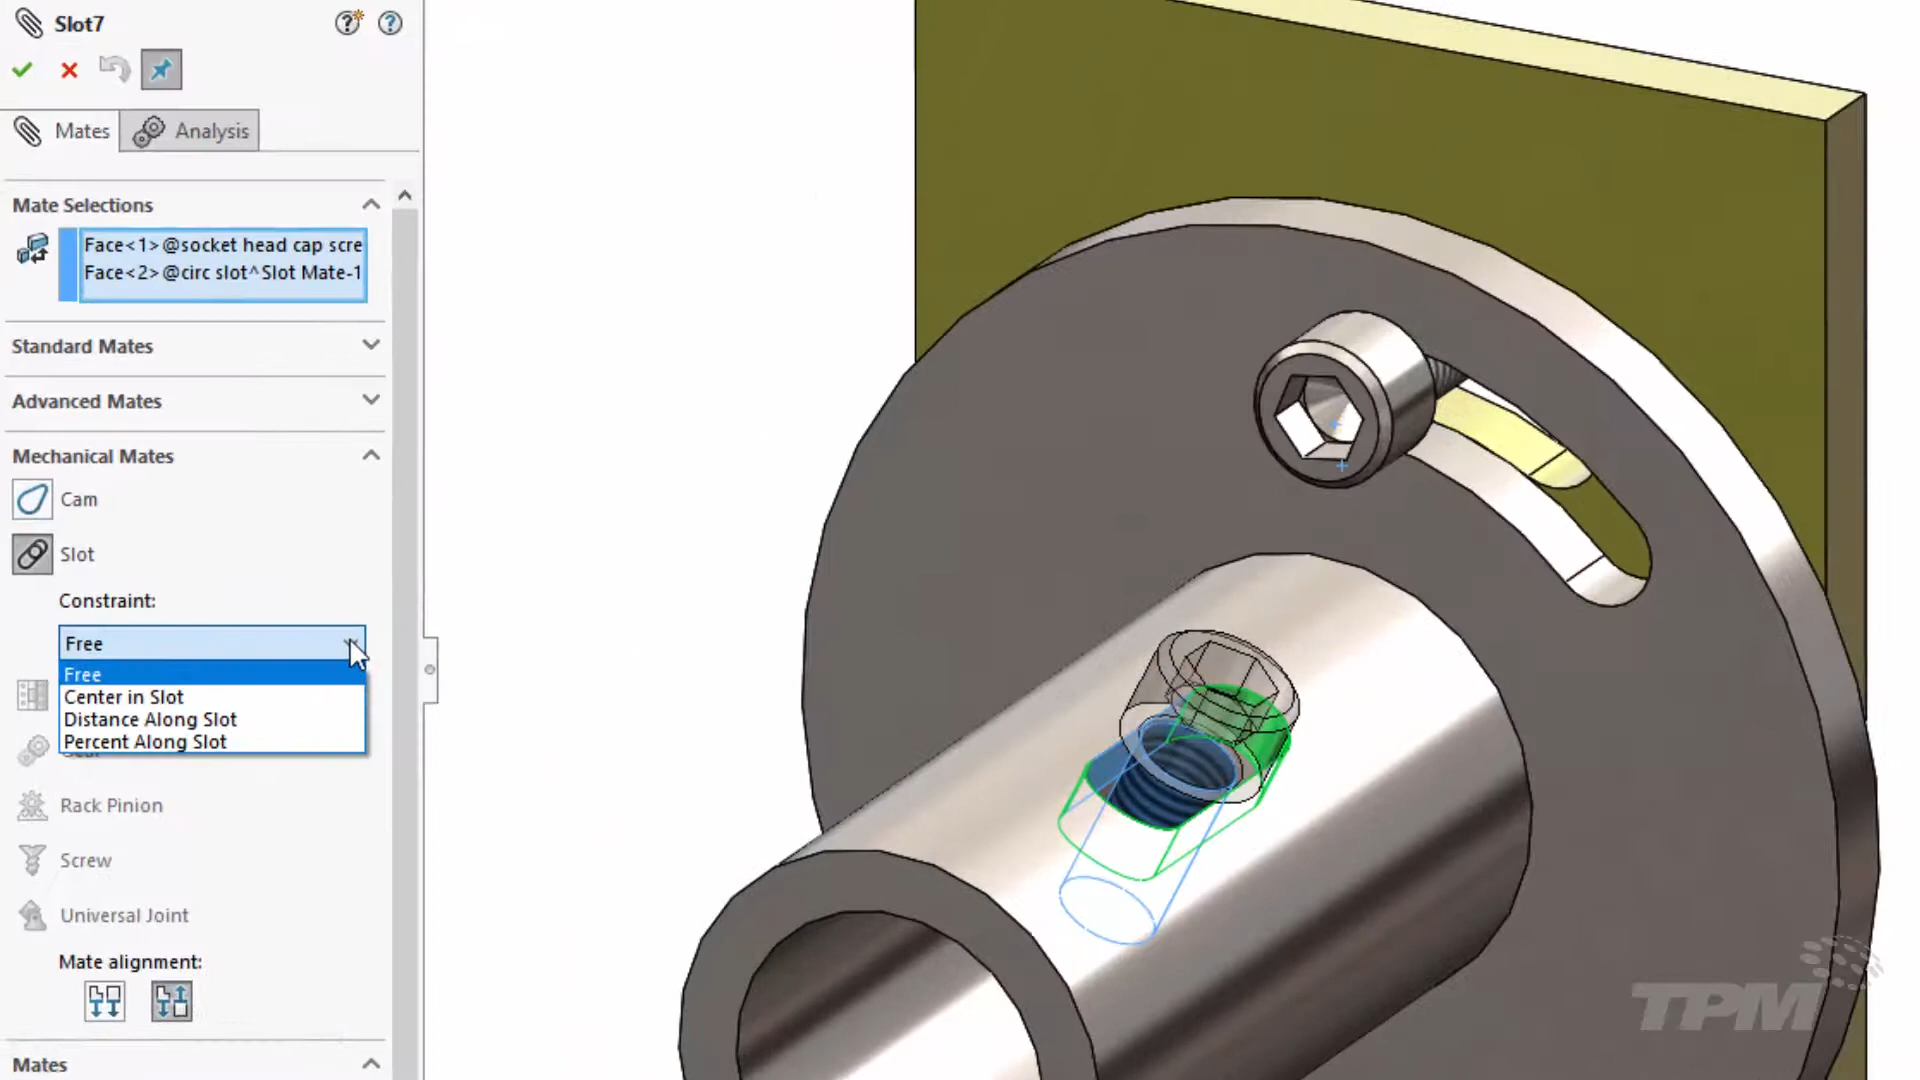 Slot7
Mates
Analysis
Mate Selections
Face<1>@socket head cap scre
Face<2>@circ slot^Slot Mate-1
Standard Mates
Advanced Mates
Mechanical Mates
Cam
Slot
Constraint:
Free
Free
Center in Slot
Distance Along Slot
Percent Along Slot
Rack Pinion
Screw
Universal Joint
Mate alignment:
Mates
TPM